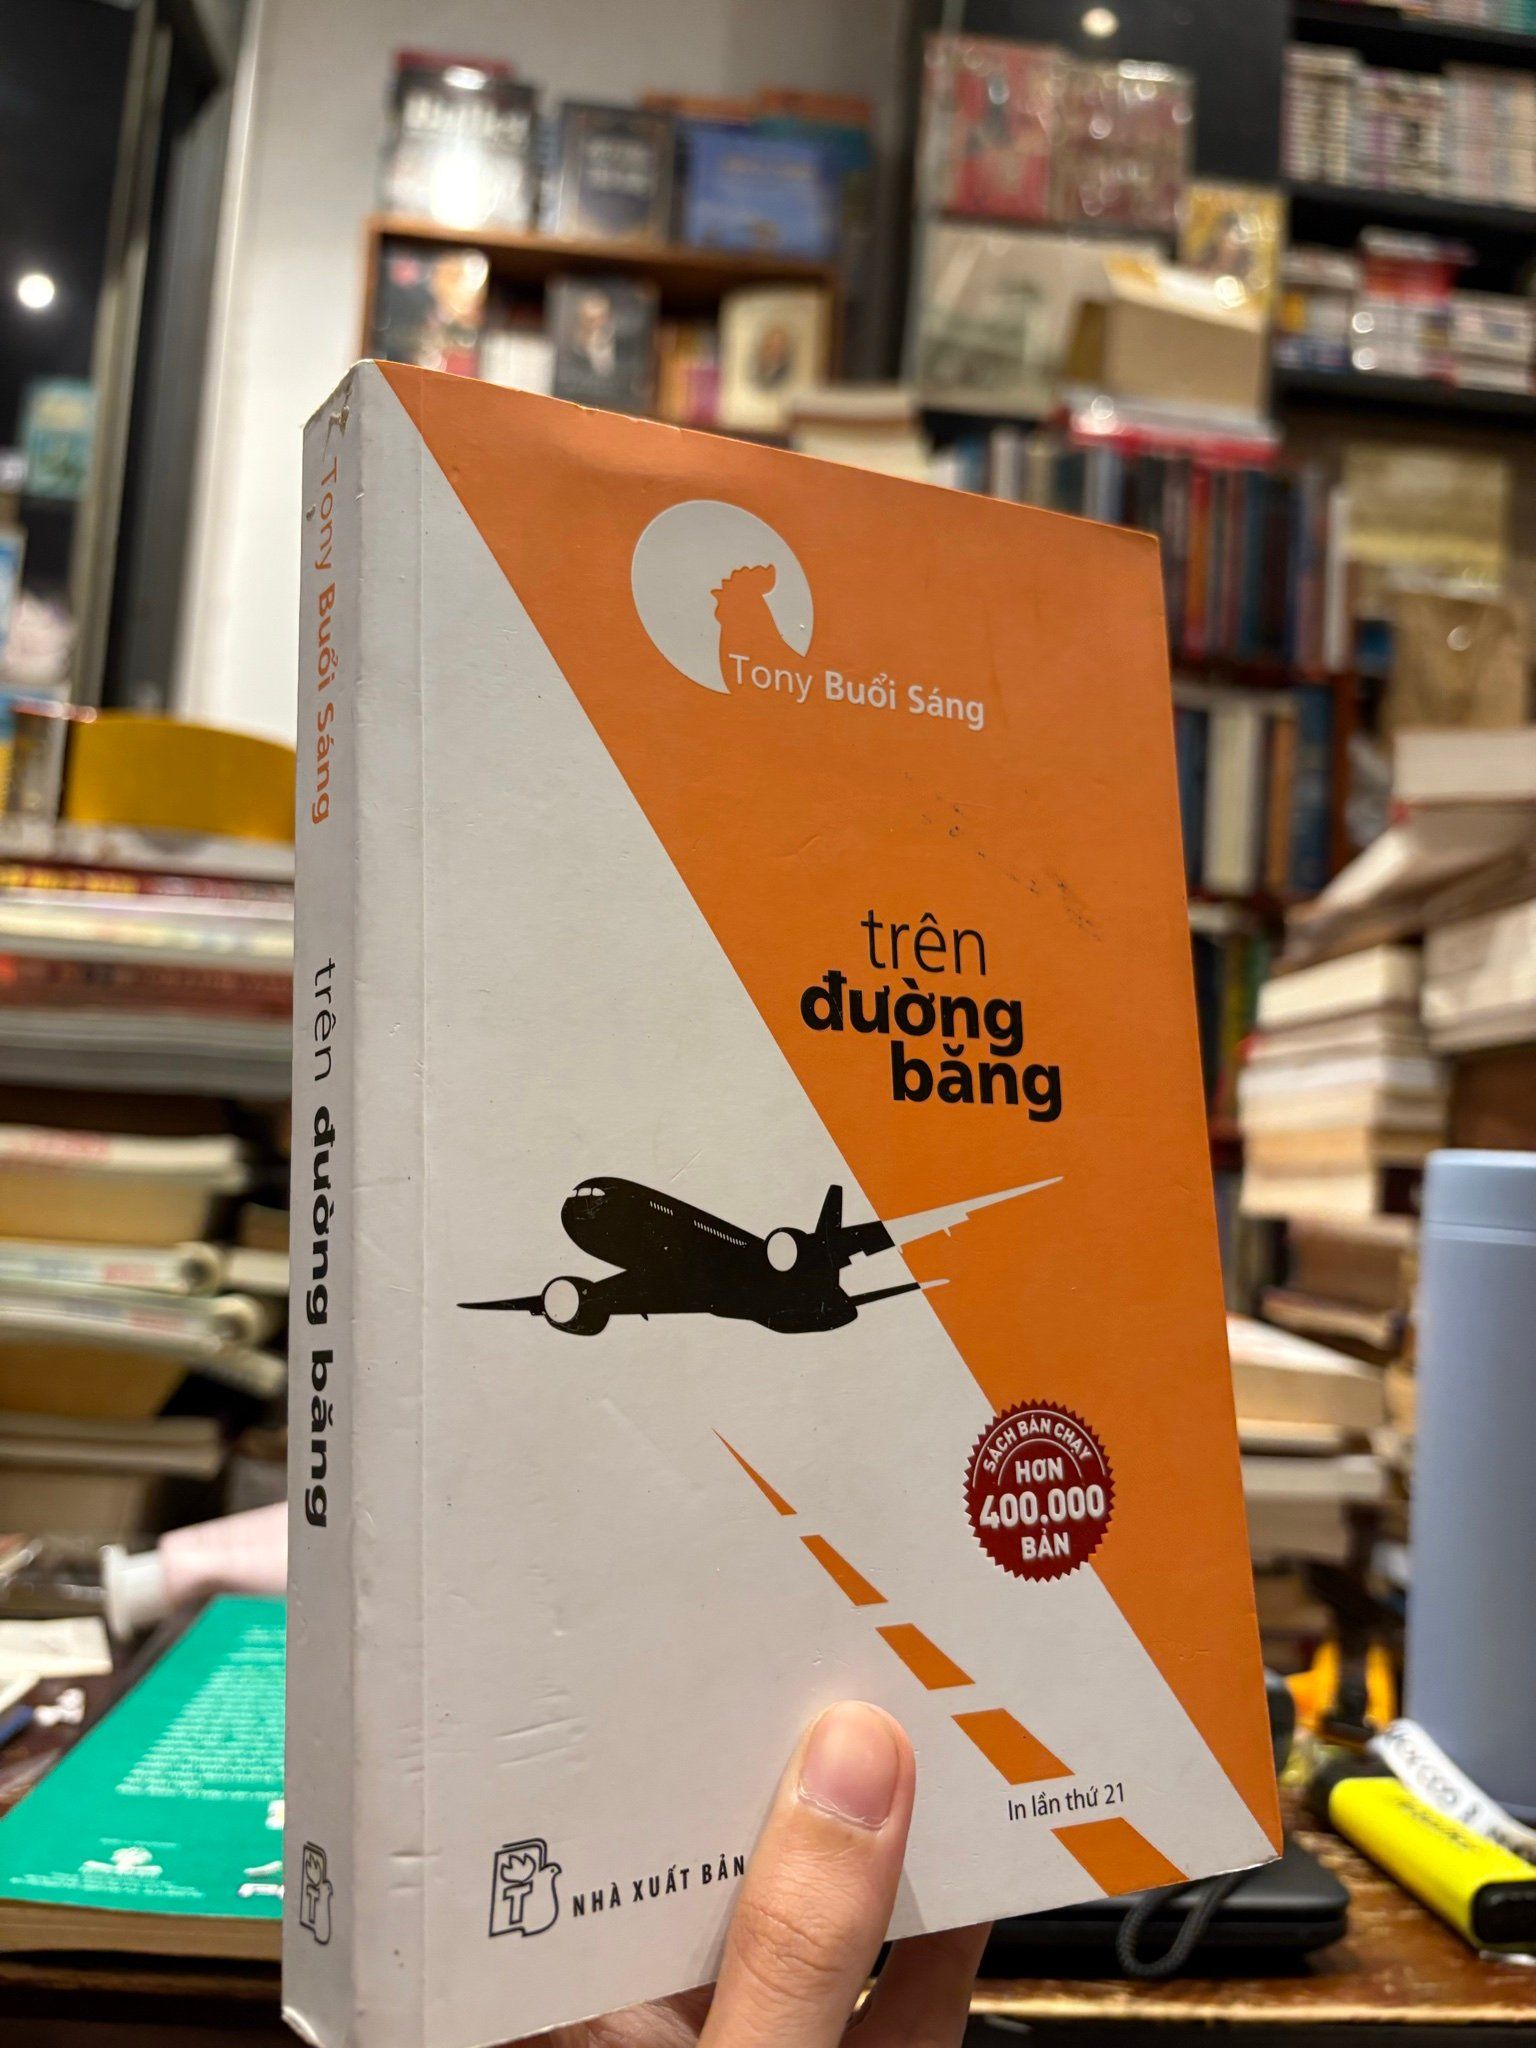 Tony Buổi Sáng
trên
đường
băng
SÁCH BÁN CHẠY
HƠN
400.000
BẢN
In lần thứ 21
NHÀ XUẤT BẢN
Tony Buổi Sáng trên đường băng